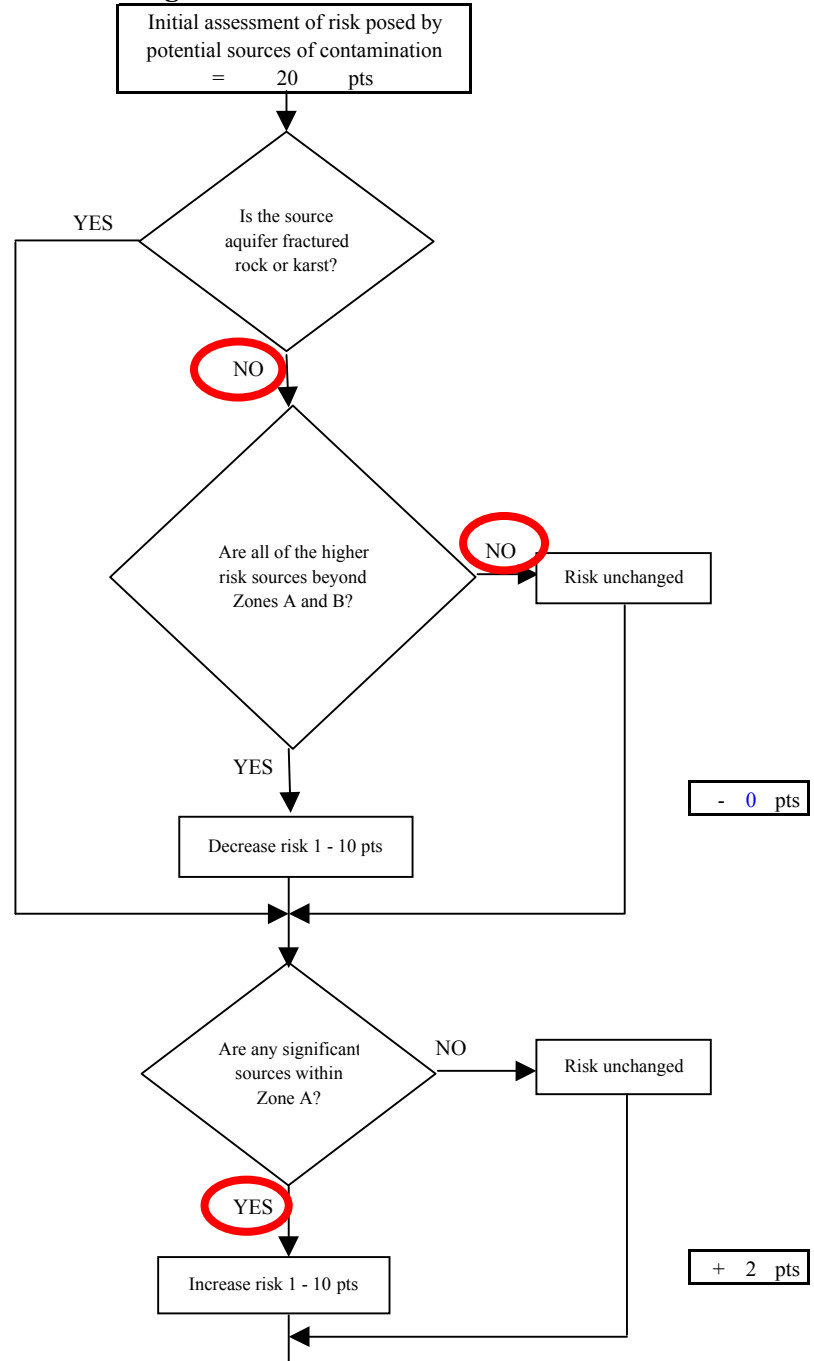 Initial assessment of risk posed by
potential sources of contamination
= 20 pts
YES
Is the source
aquifer fractured
rock or karst?
NO
Are all of the higher
risk sources beyond
Zones A and B?
NO
Risk unchanged
YES
- 0 pts
Decrease risk 1 - 10 pts
Are any significant
sources within
Zone A?
NO
Risk unchanged
YES
+ 2 pts
Increase risk 1 - 10 pts